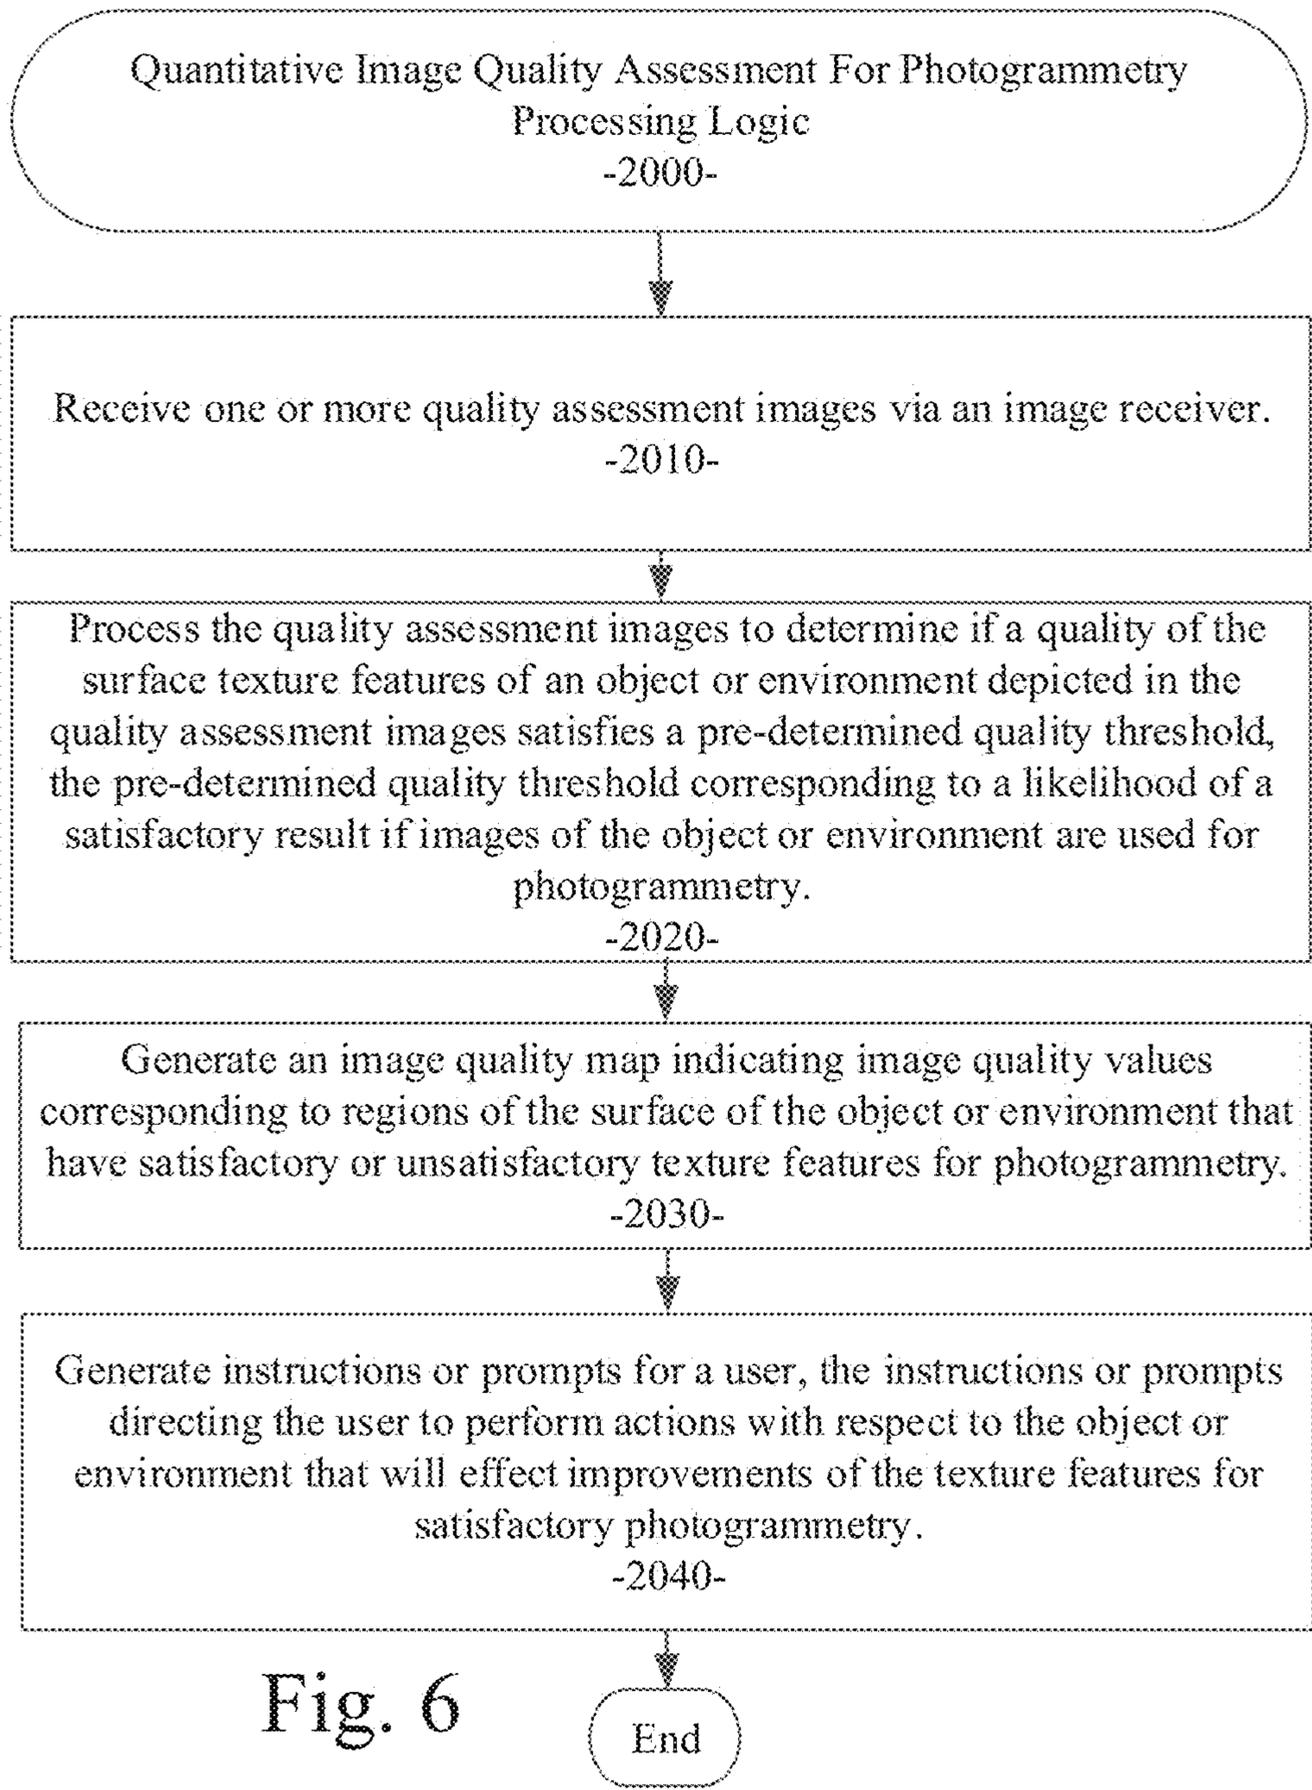 Quantitative Image Quality Assessment For Photogrammetry
Processing Logic
-2000-
Receive one or more quality assessment images via an image receiver.
-2010-
Process the quality assessment images to determine if a quality of the
surface texture features of an object or environment depicted in the
quality assessment images satisfies a pre-determined quality threshold,
the pre-determined quality threshold corresponding to a likelihood of a
satisfactory result if images of the object or environment are used for
photogrammetry.
-2020-
Generate an image quality map indicating image quality values
corresponding to regions of the surface of the object or environment that
have satisfactory or unsatisfactory texture features for photogrammetry.
-2030-
Generate instructions or prompts for a user, the instructions or prompts
directing the user to perform actions with respect to the object or
environment that will effect improvements of the texture features for
satisfactory photogrammetry.
-2040-
Fig. 6
End